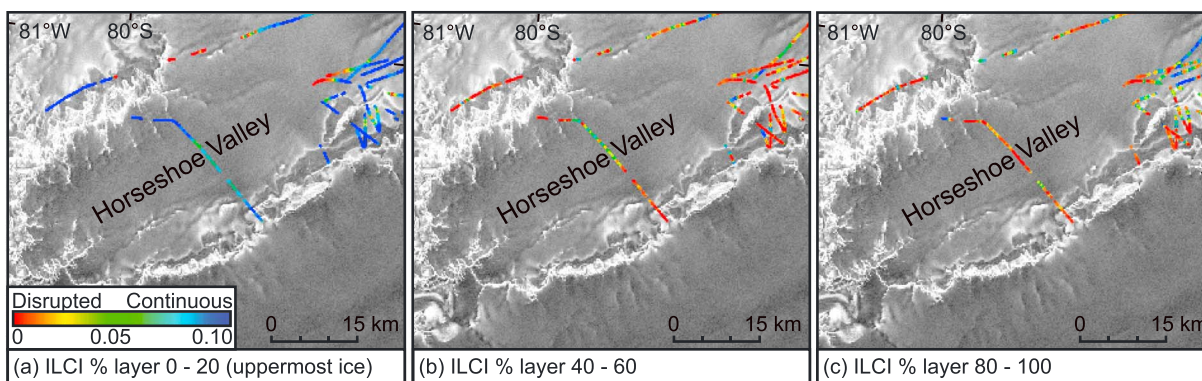 81°W 80°S
Horseshoe Valley
Disrupted Continuous
0 0.05 0.10
0 15 km
(a) ILCI % layer 0 - 20 (uppermost ice)
81°W 80°S
Horseshoe Valley
0 15 km
(b) ILCI % layer 40 - 60
81°W 80°S
Horseshoe Valley
0 15 km
(c) ILCI % layer 80 - 100